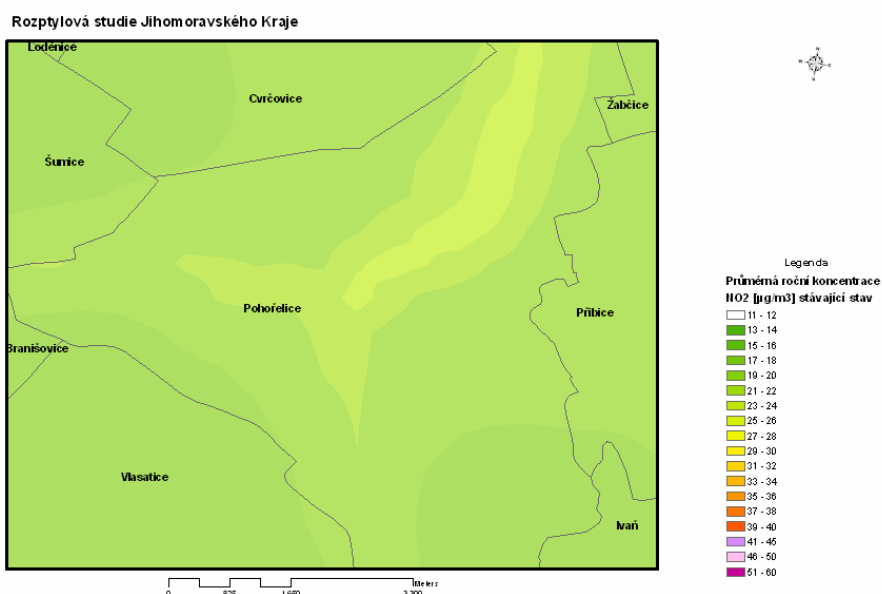 Rozptylová studie Jihomoravského Kraje
Loděnice
Cvrčovice
Žabčice
Šumice
Pohořelice
Přibice
Branišovice
Vlasatice
Ivaň
Legenda
Průměrná roční koncentrace
NO2 [µg/m3] stávající stav
11 - 12
13 - 14
15 - 16
17 - 18
19 - 20
21 - 22
23 - 24
25 - 26
27 - 28
29 - 30
31 - 32
33 - 34
35 - 36
37 - 38
39 - 40
41 - 45
46 - 50
51 - 60
Meters
0 825 1,650 3,300